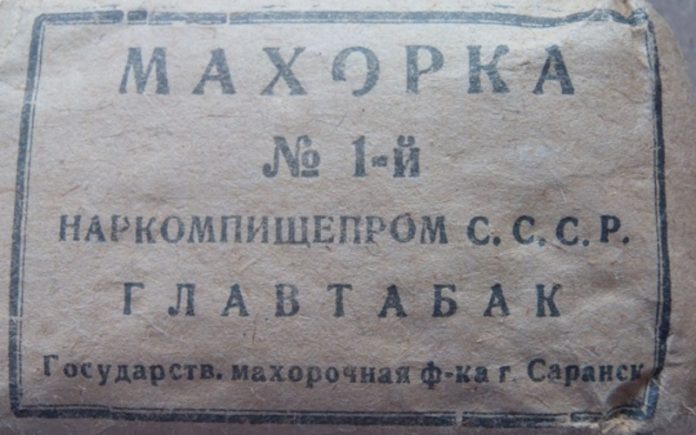 МАХОРКА
№ 1-й
НАРКОМПИЩЕПРОМ С. С. С. Р.
ГЛАВТАБАК
Государств. махорочная ф-ка г. Саранск